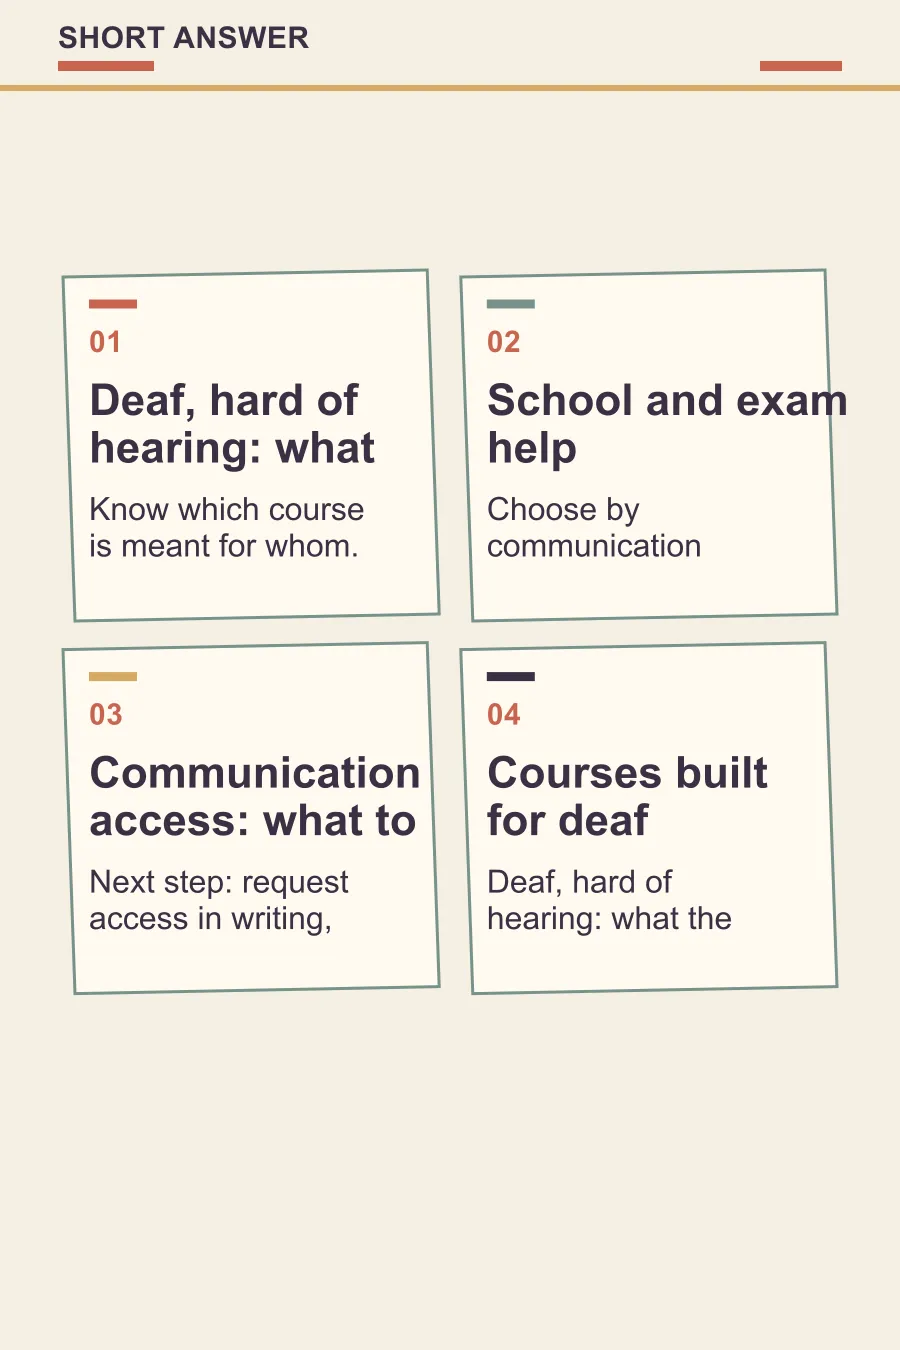 SHORT ANSWER
01
Deaf, hard of
hearing: what
Know which course
is meant for whom.
02
School and exam
help
Choose by
communication
03
Communication
access: what to
Next step: request
access in writing,
04
Courses built
for deaf
Deaf, hard of
hearing: what the